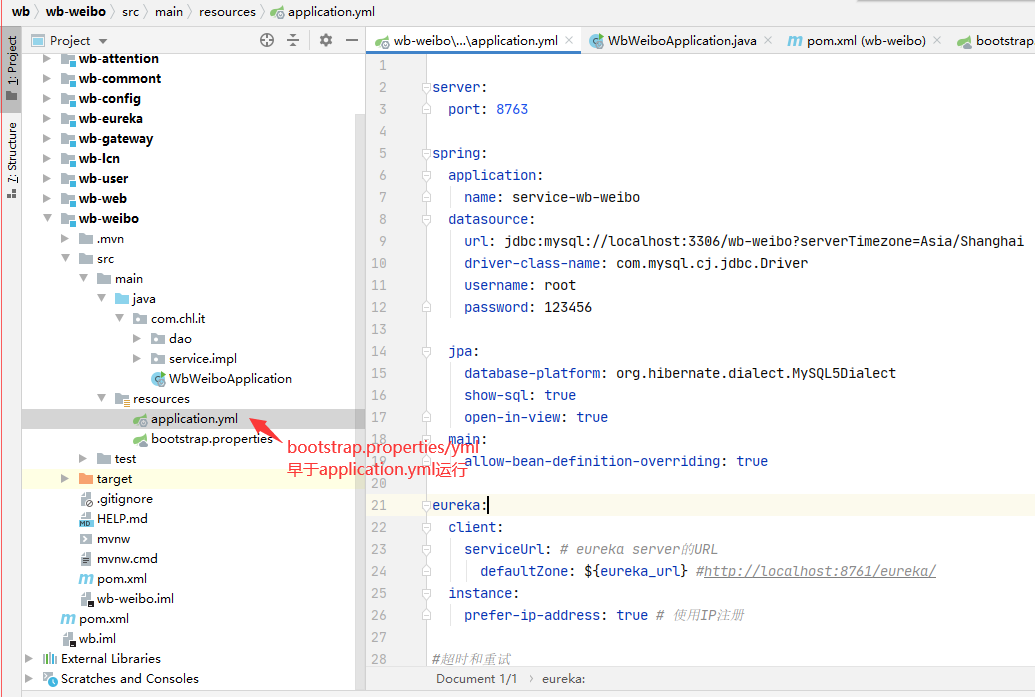 wb wb-weibo src main resources application.yml
Project
wb-weibo\...\application.yml
WbWeiboApplication.java
pom.xml (wb-weibo)
bootstrap
1: Project
7: Structure
wb-attention
wb-commont
wb-config
wb-eureka
wb-gateway
wb-lcn
wb-user
wb-web
wb-weibo
.mvn
src
main
java
com.chl.it
dao
service.impl
WbWeiboApplication
resources
application.yml
bootstrap.properties
test
target
.gitignore
HELP.md
mvnw
mvnw.cmd
pom.xml
wb-weibo.iml
pom.xml
wb.iml
External Libraries
Scratches and Consoles
bootstrap.properties/yml
早于application.yml运行
1
2 server:
3 port: 8763
4
5 spring:
6 application:
7 name: service-wb-weibo
8 datasource:
9 url: jdbc:mysql://localhost:3306/wb-weibo?serverTimezone=Asia/Shanghai
10 driver-class-name: com.mysql.cj.jdbc.Driver
11 username: root
12 password: 123456
13
14 jpa:
15 database-platform: org.hibernate.dialect.MySQL5Dialect
16 show-sql: true
17 open-in-view: true
18 main:
19 allow-bean-definition-overriding: true
20
21 eureka:
22 client:
23 serviceUrl: # eureka server的URL
24 defaultZone: ${eureka_url} #http://localhost:8761/eureka/
25 instance:
26 prefer-ip-address: true # 使用IP注册
27
28 #超时和重试
Document 1/1 eureka: